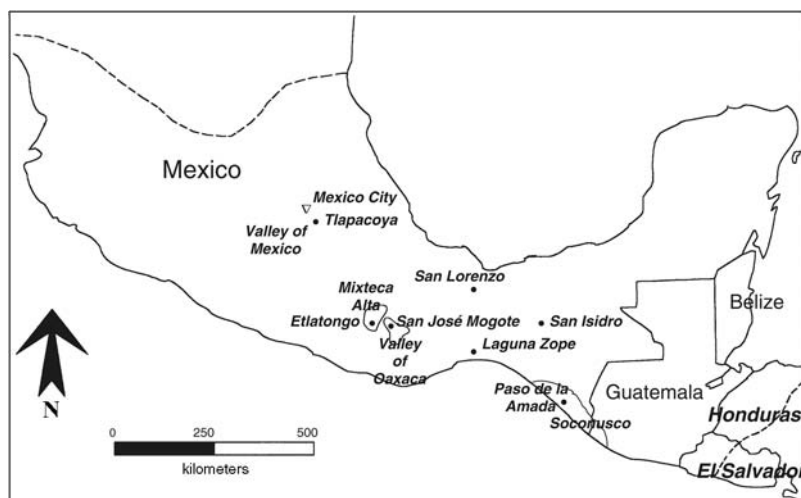 Mexico
Mexico City
Tlapacoya
Valley of
Mexico
San Lorenzo
Mixteca
Alta
Etlatongo
San José Mogote
San Isidro
Valley
of
Oaxaca
Laguna Zope
Belize
Paso de la
Amada
Guatemala
Soconusco
Honduras
El Salvador
N
0 250 500
kilometers